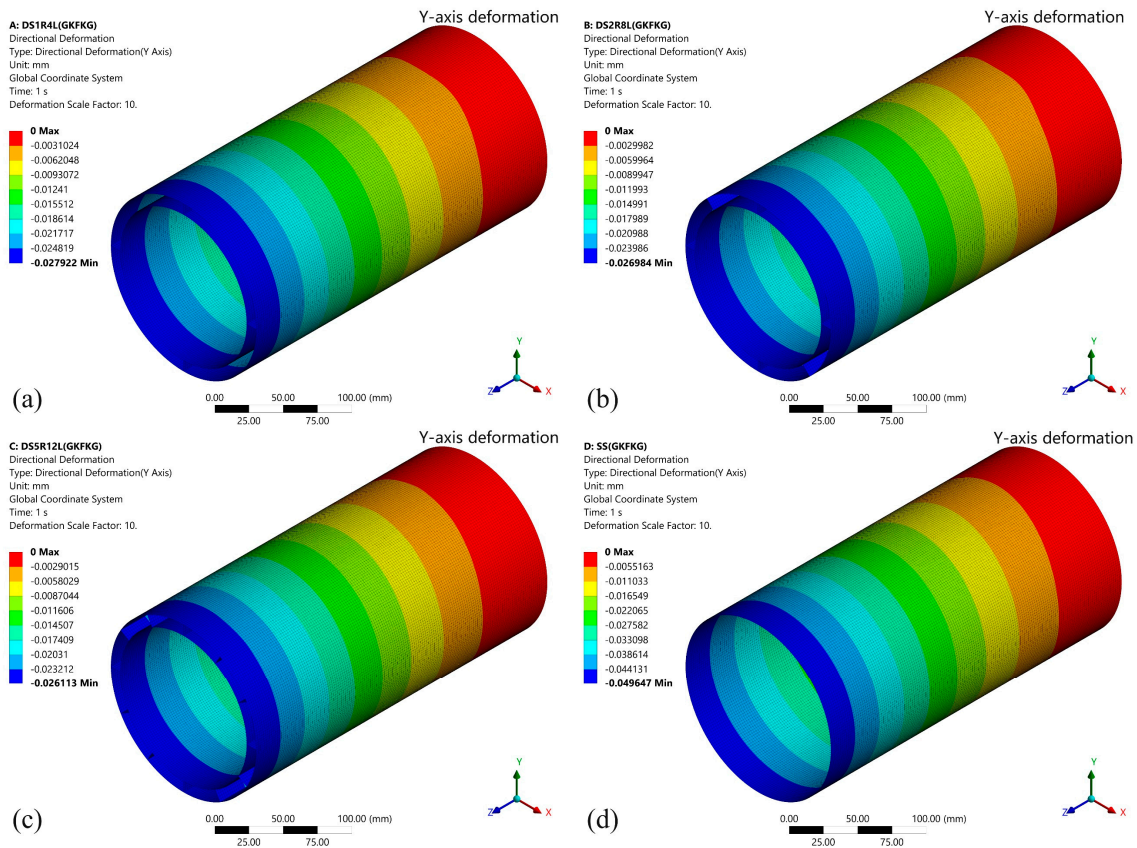 Y-axis deformation
A: DS1R4L(GKFKG)
Directional Deformation
Type: Directional Deformation(Y Axis)
Unit: mm
Global Coordinate System
Time: 1 s
Deformation Scale Factor: 10.
0 Max
-0.0031024
-0.0062048
-0.0093072
-0.01241
-0.015512
-0.018614
-0.021717
-0.024819
-0.027922 Min
Y
Z X
(a)
0.00 50.00 100.00 (mm)
25.00 75.00
Y-axis deformation
B: DS2R8L(GKFKG)
Directional Deformation
Type: Directional Deformation(Y Axis)
Unit: mm
Global Coordinate System
Time: 1 s
Deformation Scale Factor: 10.
0 Max
-0.0029982
-0.0059964
-0.0089947
-0.011993
-0.014991
-0.017989
-0.020988
-0.023986
-0.026984 Min
Y
Z X
(b)
0.00 50.00 100.00 (mm)
25.00 75.00
Y-axis deformation
C: DS5R12L(GKFKG)
Directional Deformation
Type: Directional Deformation(Y Axis)
Unit: mm
Global Coordinate System
Time: 1 s
Deformation Scale Factor: 10.
0 Max
-0.0029015
-0.0058029
-0.0087044
-0.011606
-0.014507
-0.017409
-0.02031
-0.023212
-0.026113 Min
Y
Z X
(c)
0.00 50.00 100.00 (mm)
25.00 75.00
Y-axis deformation
D: SS(GKFKG)
Directional Deformation
Type: Directional Deformation(Y Axis)
Unit: mm
Global Coordinate System
Time: 1 s
Deformation Scale Factor: 10.
0 Max
-0.0055163
-0.011033
-0.016549
-0.022065
-0.027582
-0.033098
-0.038614
-0.044131
-0.049647 Min
Y
Z X
(d)
0.00 50.00 100.00 (mm)
25.00 75.00